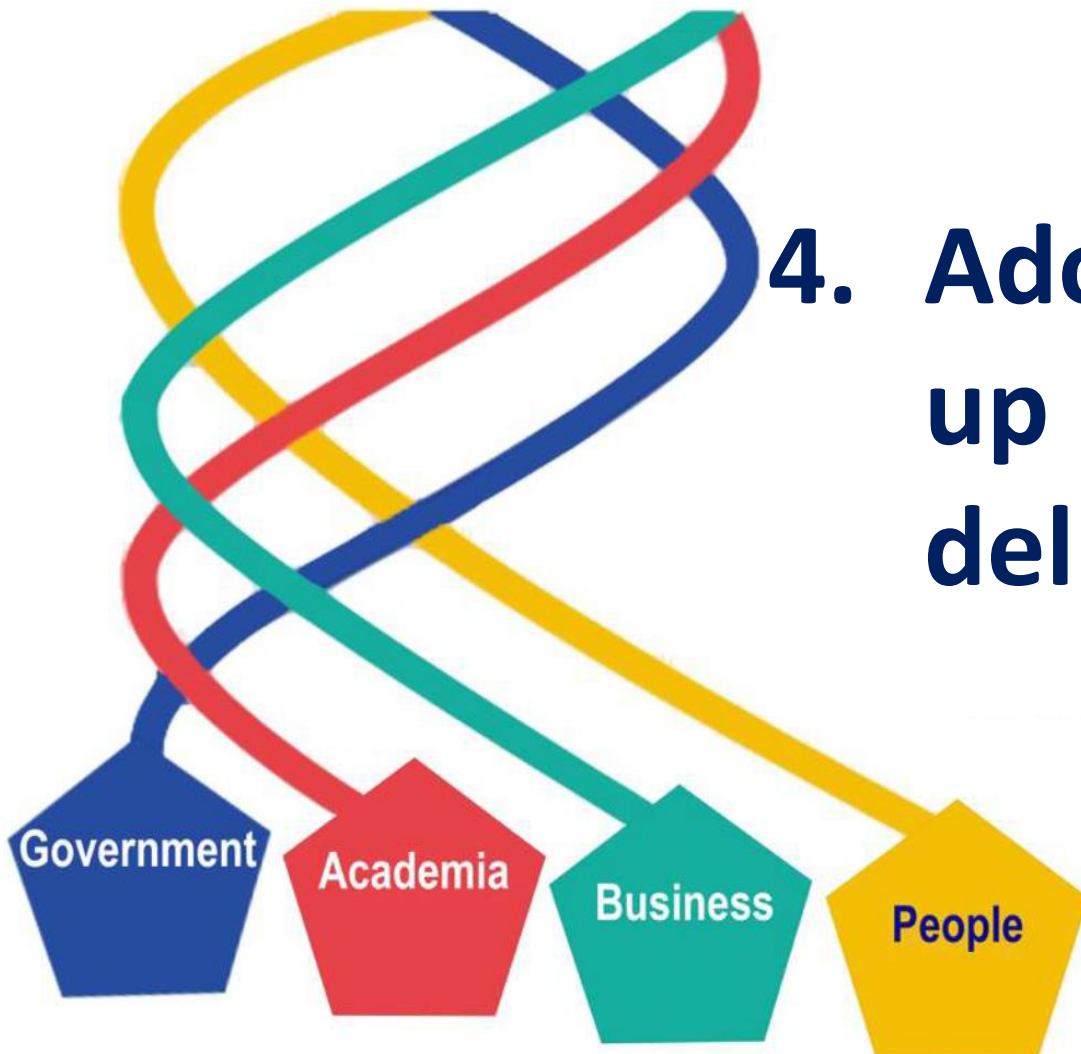 4. Ado
up
del
Government
Academia
Business
People